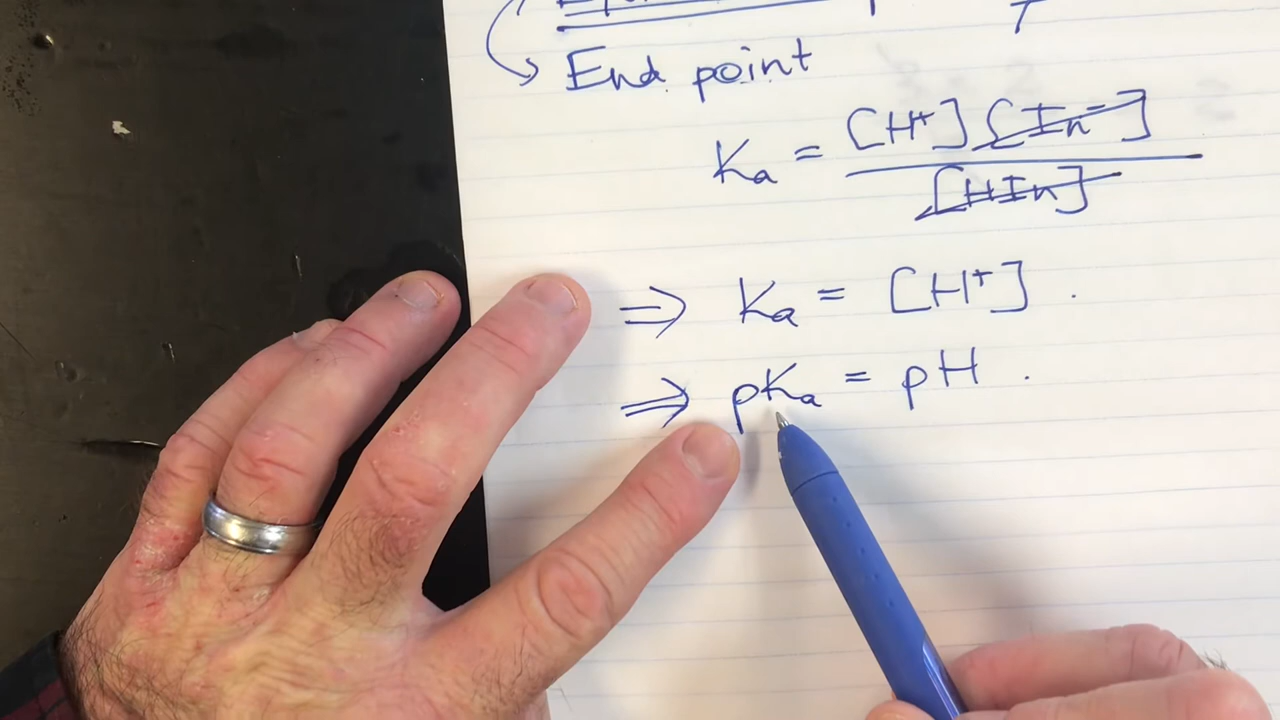 End point
Ka = [H+] [In-] / [HIn]
⇒ Ka = [H+] .
⇒ pKa = pH .